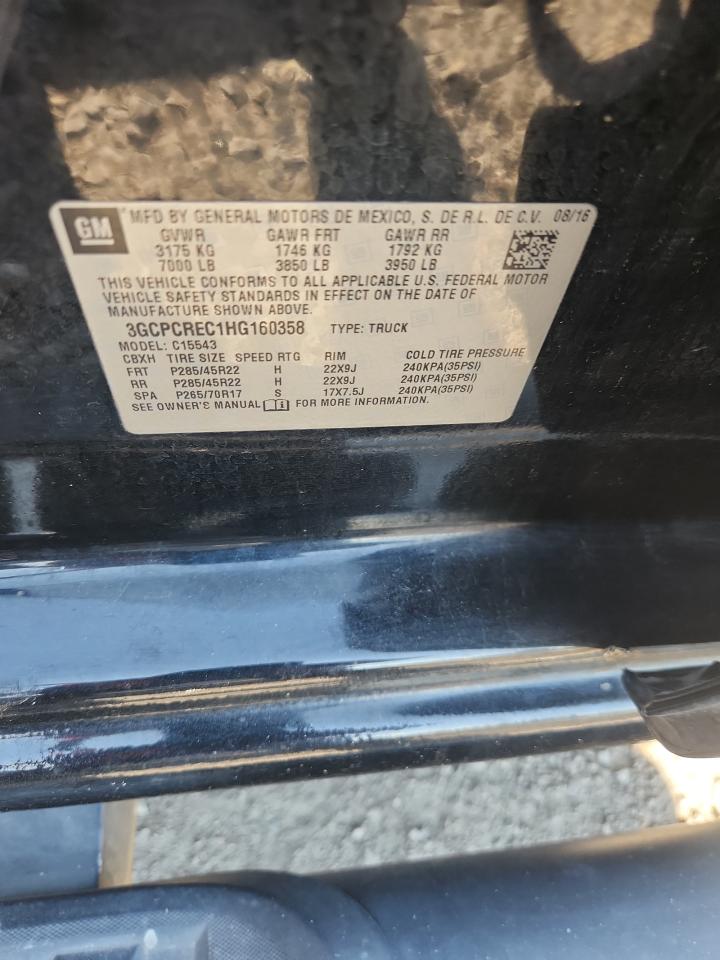 GM MFD BY GENERAL MOTORS DE MEXICO, S. DE R.L. DE C.V. 08/16
GVWR GAWR FRT GAWR RR
3175 KG 1746 KG 1792 KG
7000 LB 3850 LB 3950 LB
THIS VEHICLE CONFORMS TO ALL APPLICABLE U.S. FEDERAL MOTOR
VEHICLE SAFETY STANDARDS IN EFFECT ON THE DATE OF
MANUFACTURE SHOWN ABOVE.
3GCPCREC1HG160358 TYPE: TRUCK
MODEL: C15543
CBXH TIRE SIZE SPEED RTG RIM COLD TIRE PRESSURE
FRT P285/45R22 H 22X9J 240KPA(35PSI)
RR P285/45R22 H 22X9J 240KPA(35PSI)
SPA P265/70R17 S 17X7.5J 240KPA(35PSI)
SEE OWNER'S MANUAL FOR MORE INFORMATION.